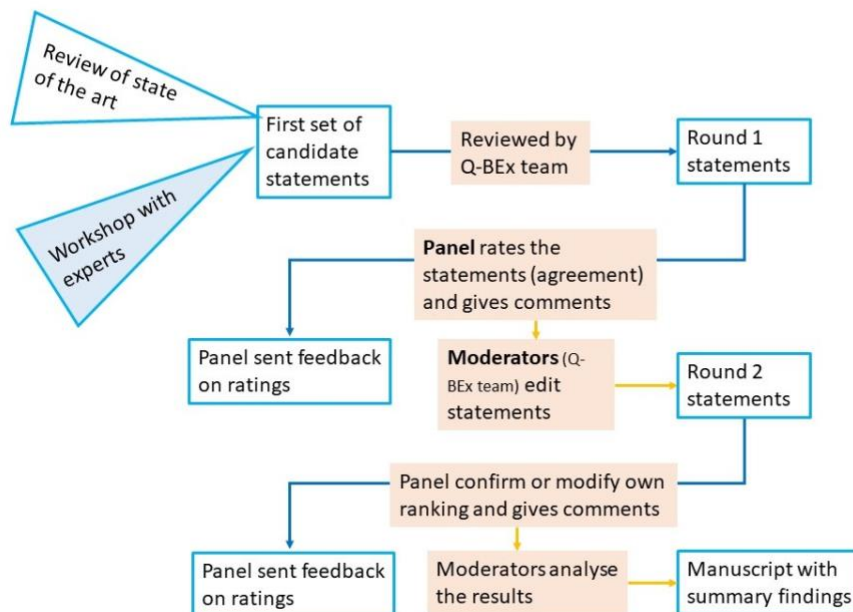 Review of state
of the art
First set of
candidate
statements
Reviewed by
Q-BEx team
Round 1
statements
Workshop with
experts
Panel rates the
statements (agreement)
and gives comments
Panel sent feedback
on ratings
Moderators (Q-
BEx team) edit
statements
Round 2
statements
Panel confirm or modify own
ranking and gives comments
Panel sent feedback
on ratings
Moderators analyse
the results
Manuscript with
summary findings